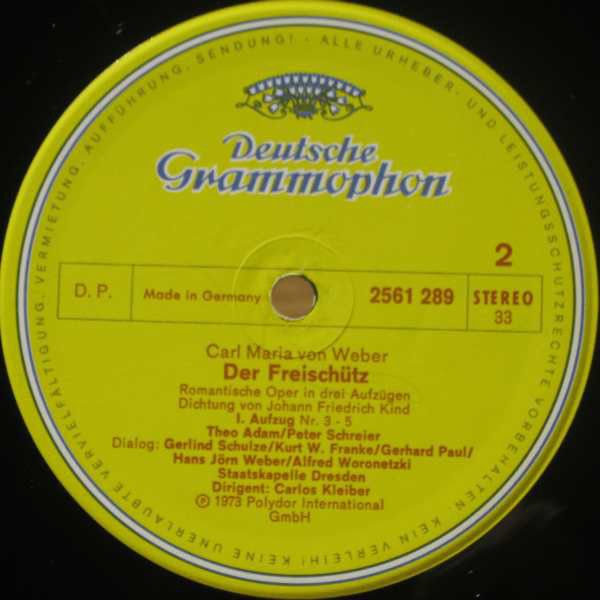 Deutsche
Grammophon
2
D. P.
Made in Germany
2561 289
STEREO
33
Carl Maria von Weber
Der Freischütz
Romantische Oper in drei Aufzügen
Dichtung von Johann Friedrich Kind
I. Aufzug Nr. 3 - 5
Theo Adam/Peter Schreier
Dialog: Gerlind Schulze/Kurt W. Franke/Gerhard Paul/
Hans Jörn Weber/Alfred Woronetzki
Staatskapelle Dresden
Dirigent: Carlos Kleiber
Ⓟ 1973 Polydor International
GmbH
ALLE URHEBER- UND LEISTUNGSSCHUTZRECHTE VORBEHALTEN. KEIN VERLEIH! KEINE UNERLAUBTE VERVIELFÄLTIGUNG, VERMIETUNG, AUFFÜHRUNG, SENDUNG! -